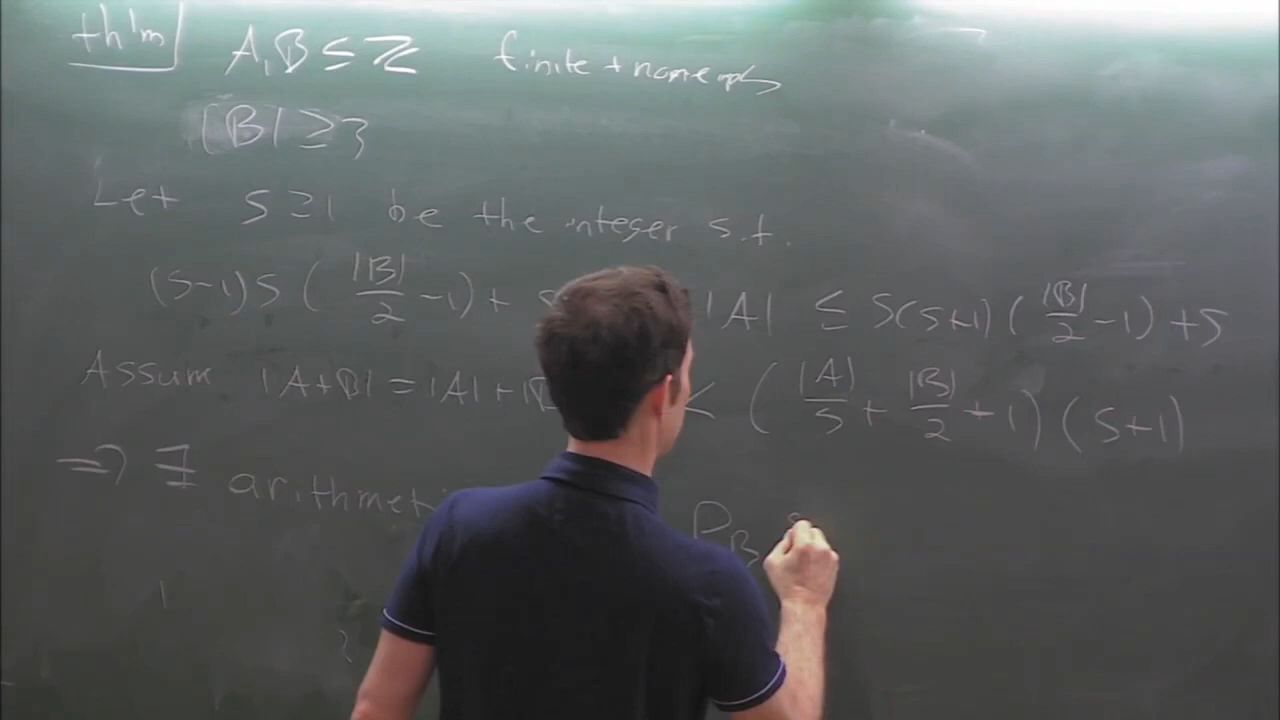 th'm A,B ⊆ ℤ finite + nonempty
|B| ≥ 3
Let s ≥ 1 be the integer s.t.
(s-1)s (|B|/2 - 1) + s |A| ≤ s(s+1)(|B|/2 - 1) + s
Assum |A+B| = |A| + | < (|A|/s + |B|/2 + 1)(s+1)
⇒ ∃ P_B